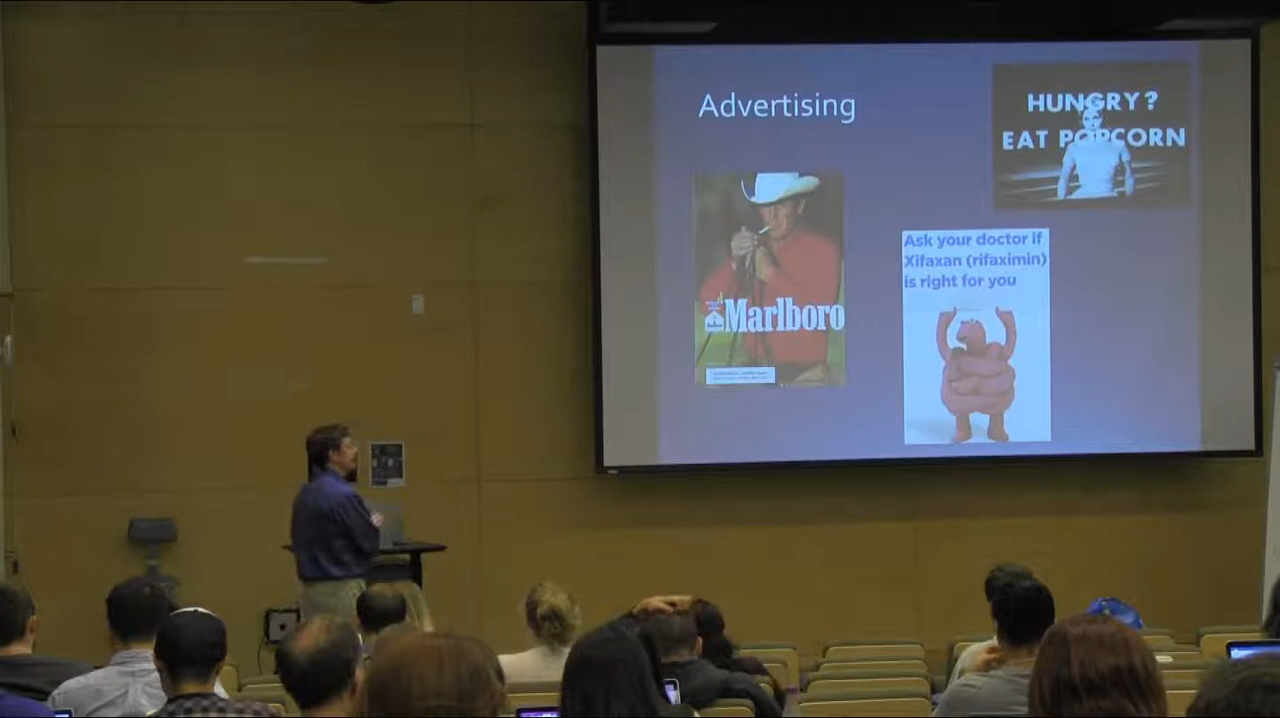 Advertising
HUNGRY?
EAT POPCORN
Marlboro
Ask your doctor if
Xifaxan (rifaximin)
is right for you